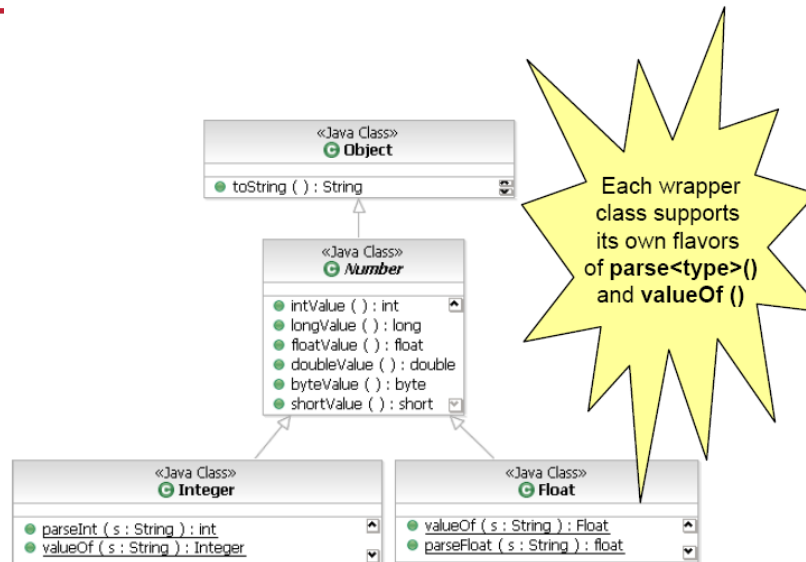 «Java Class»
Object
toString ( ) : String
Each wrapper
class supports
its own flavors
of parse<type>()
and valueOf ()
«Java Class»
Number
intValue ( ) : int
longValue ( ) : long
floatValue ( ) : float
doubleValue ( ) : double
byteValue ( ) : byte
shortValue ( ) : short
«Java Class»
Integer
parseInt ( s : String ) : int
valueOf ( s : String ) : Integer
«Java Class»
Float
valueOf ( s : String ) : Float
parseFloat ( s : String ) : float